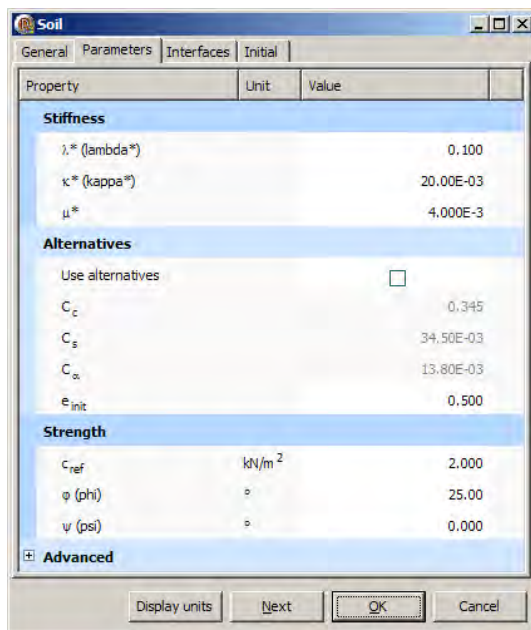 Soil
General Parameters Interfaces Initial
Property Unit Value
Stiffness
λ* (lambda*) 0.100
κ* (kappa*) 20.00E-03
μ* 4.000E-3
Alternatives
Use alternatives
Cc 0.345
Cs 34.50E-03
Cα 13.80E-03
einit 0.500
Strength
cref kN/m² 2.000
φ (phi) ° 25.00
ψ (psi) ° 0.000
Advanced
Display units Next OK Cancel